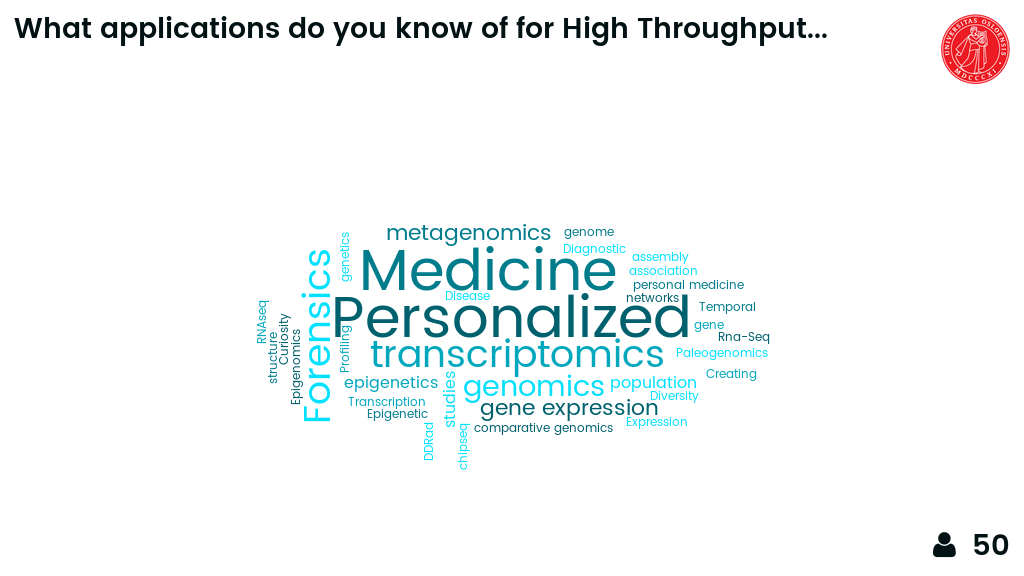 What applications do you know of for High Throughput...
UNIVERSITAS OSLOENSIS
MDCCCXI
metagenomics
genome
genetics
Diagnostic
Medicine
assembly
association
personal medicine
Disease
networks
Personalized
Temporal
RNAseq
Curiosity
structure
Epigenomics
Forensics
Profiling
gene
Rna-Seq
transcriptomics
Paleogenomics
Creating
epigenetics
studies
genomics
population
Diversity
Transcription
gene expression
Epigenetic
Expression
comparative genomics
DDRad
chipseq
50